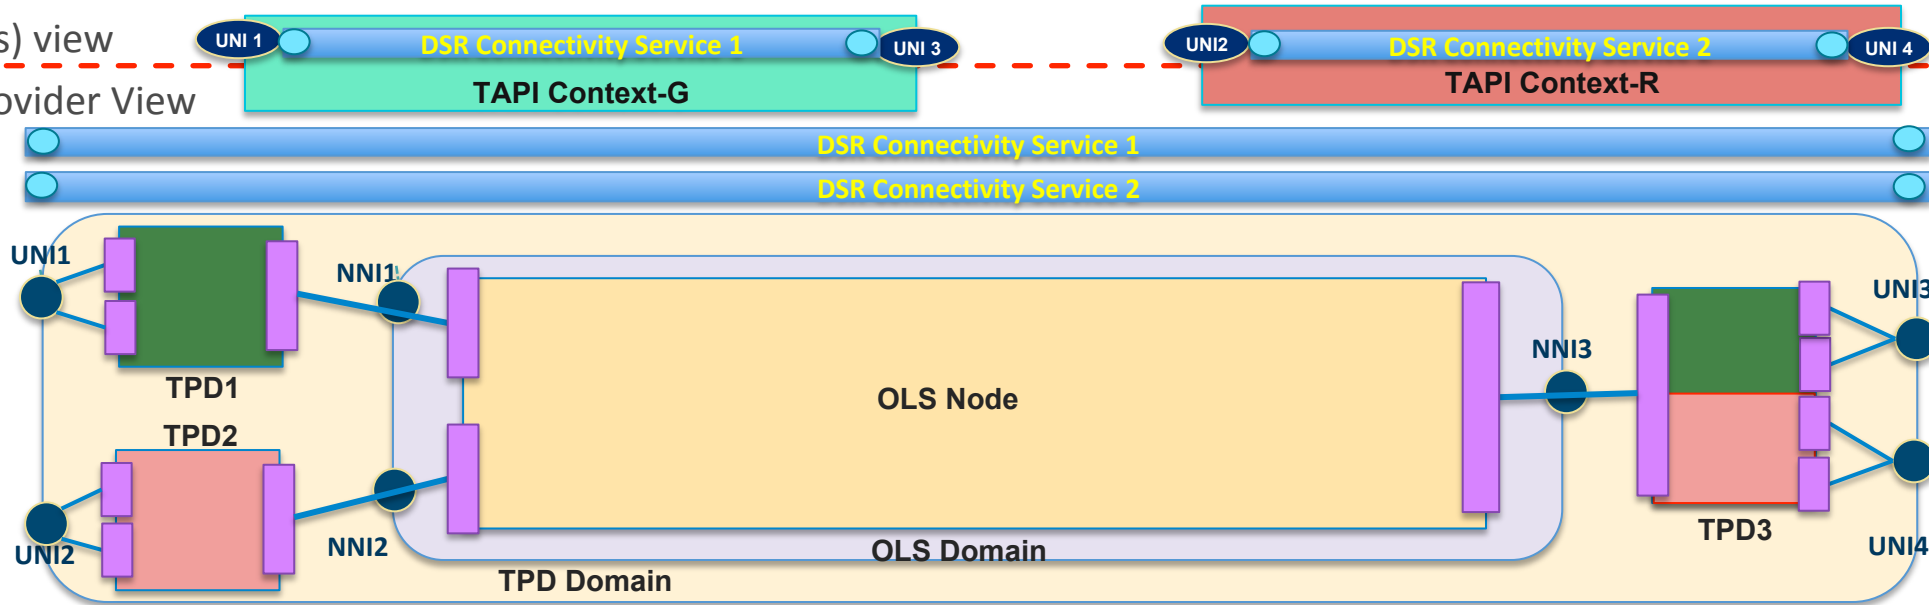 s) view
UNI 1
DSR Connectivity Service 1
UNI 3
TAPI Context-G
UNI2
DSR Connectivity Service 2
UNI 4
TAPI Context-R
ovider View
DSR Connectivity Service 1
DSR Connectivity Service 2
UNI1
NNI1
UNI3
TPD1
NNI3
OLS Node
TPD2
TPD3
UNI2
NNI2
OLS Domain
UNI4
TPD Domain